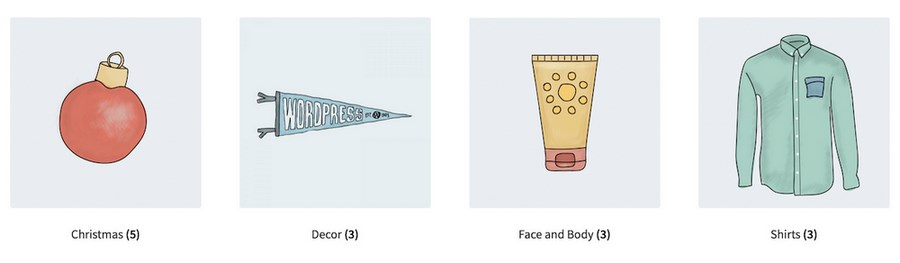 WORDPRESS
Christmas (5)
Decor (3)
Face and Body (3)
Shirts (3)